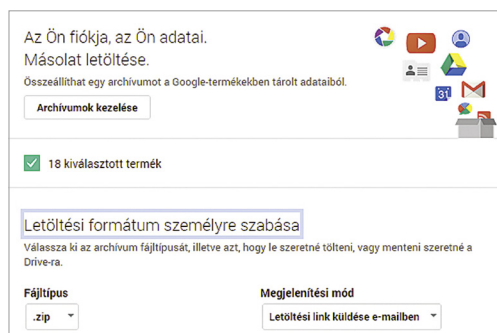 Az Ön fiókja, az Ön adatai.
Másolat letöltése.
Összeállíthat egy archívumot a Google-termékekben tárolt adataiból.
Archívumok kezelése
31
18 kiválasztott termék
Letöltési formátum személyre szabása
Válassza ki az archívum fájltípusát, illetve azt, hogy le szeretné tölteni, vagy menteni szeretné a
Drive-ra.
Fájltípus Megjelenítési mód
.zip Letöltési link küldése e-mailben